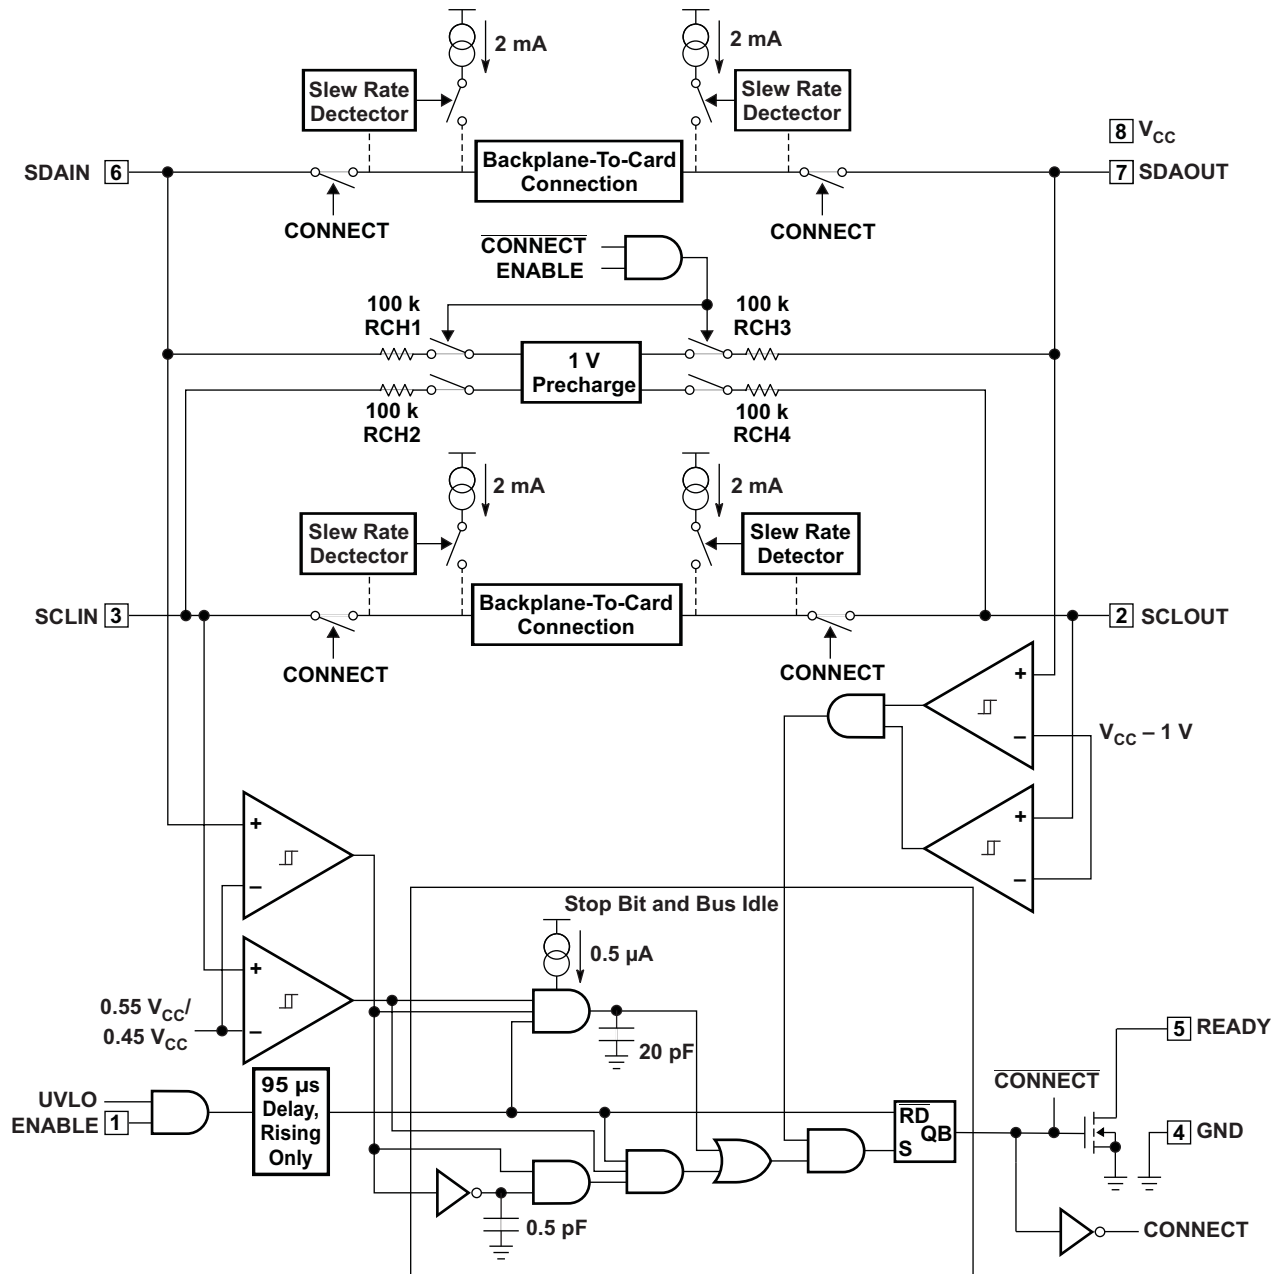 2 mA
2 mA
Slew Rate
Dectector
Slew Rate
Dectector
8 VCC
SDAIN 6
Backplane-To-Card
Connection
7 SDAOUT
CONNECT
CONNECT
CONNECT
ENABLE
100 k
RCH1
100 k
RCH3
1 V
Precharge
100 k
RCH2
100 k
RCH4
2 mA
2 mA
Slew Rate
Dectector
Slew Rate
Detector
SCLIN 3
Backplane-To-Card
Connection
2 SCLOUT
CONNECT
CONNECT
+
–
VCC – 1 V
+
–
+
–
Stop Bit and Bus Idle
0.5 µA
+
–
0.55 VCC/
0.45 VCC
20 pF
5 READY
UVLO
ENABLE 1
95 µs
Delay,
Rising
Only
CONNECT
RD
QB
S
4 GND
0.5 pF
CONNECT